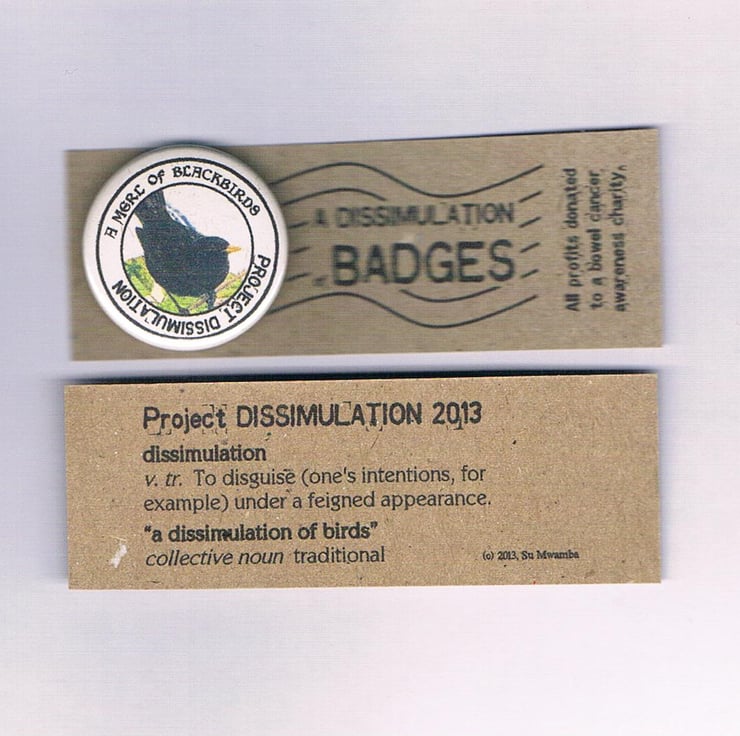 A MERL OF BLACKBIRDS
PROJECT DISSIMULATION
A DISSIMULATION
BADGES
All profits donated
to a bowel cancer
awareness charity.
Project DISSIMULATION 2013
dissimulation
v. tr. To disguise (one's intentions, for
example) under a feigned appearance.
"a dissimulation of birds"
collective noun traditional
(c) 2013, Su Mwamba